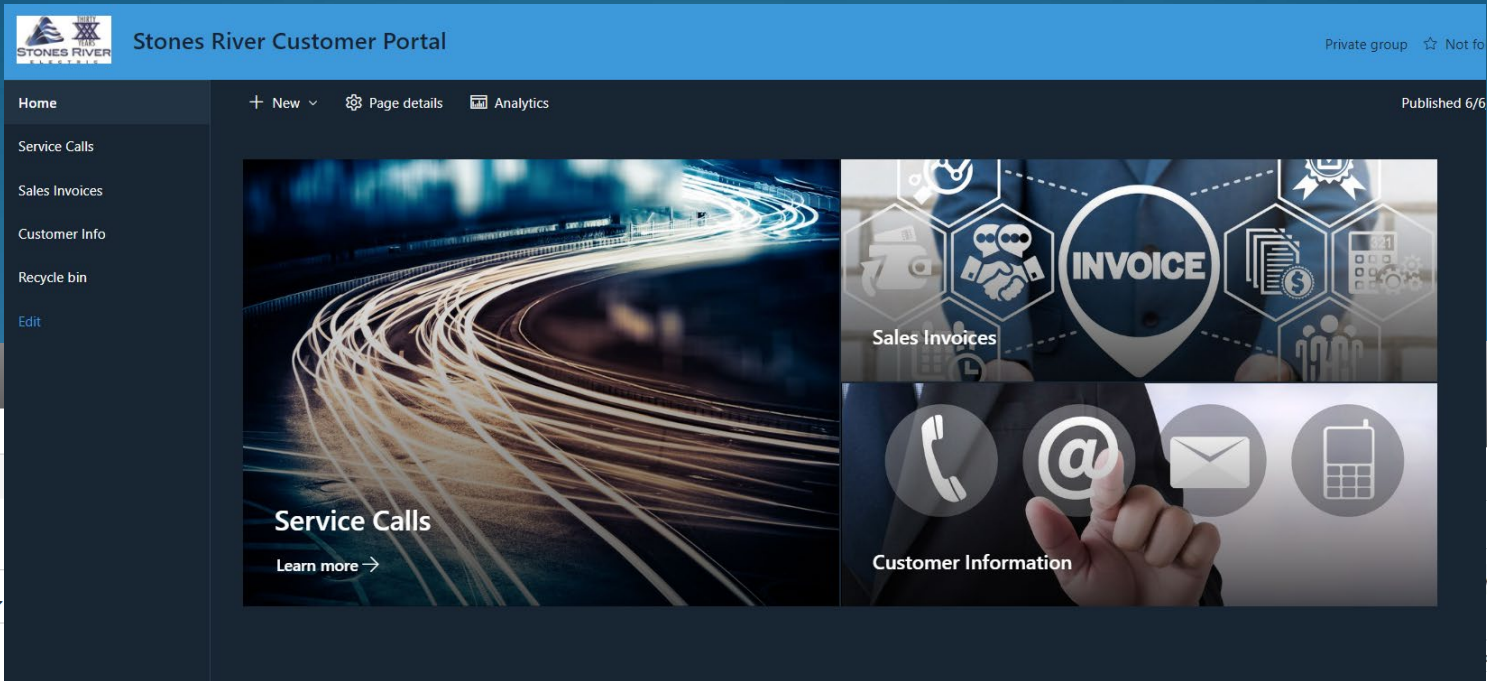 THIRTY
YEARS
STONES RIVER
ELECTRIC
Stones River Customer Portal
Private group
Not fo
Home
New
Page details
Analytics
Published 6/6
Service Calls
Sales Invoices
Customer Info
Recycle bin
Edit
INVOICE
321
Sales Invoices
@
Service Calls
Learn more →
Customer Information